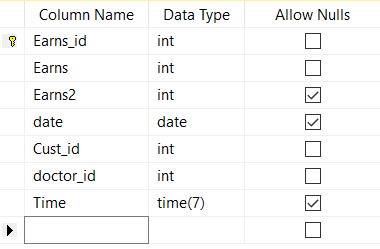 Column Name Data Type Allow Nulls
Earns_id int
Earns int
Earns2 int
date date
Cust_id int
doctor_id int
Time time(7)